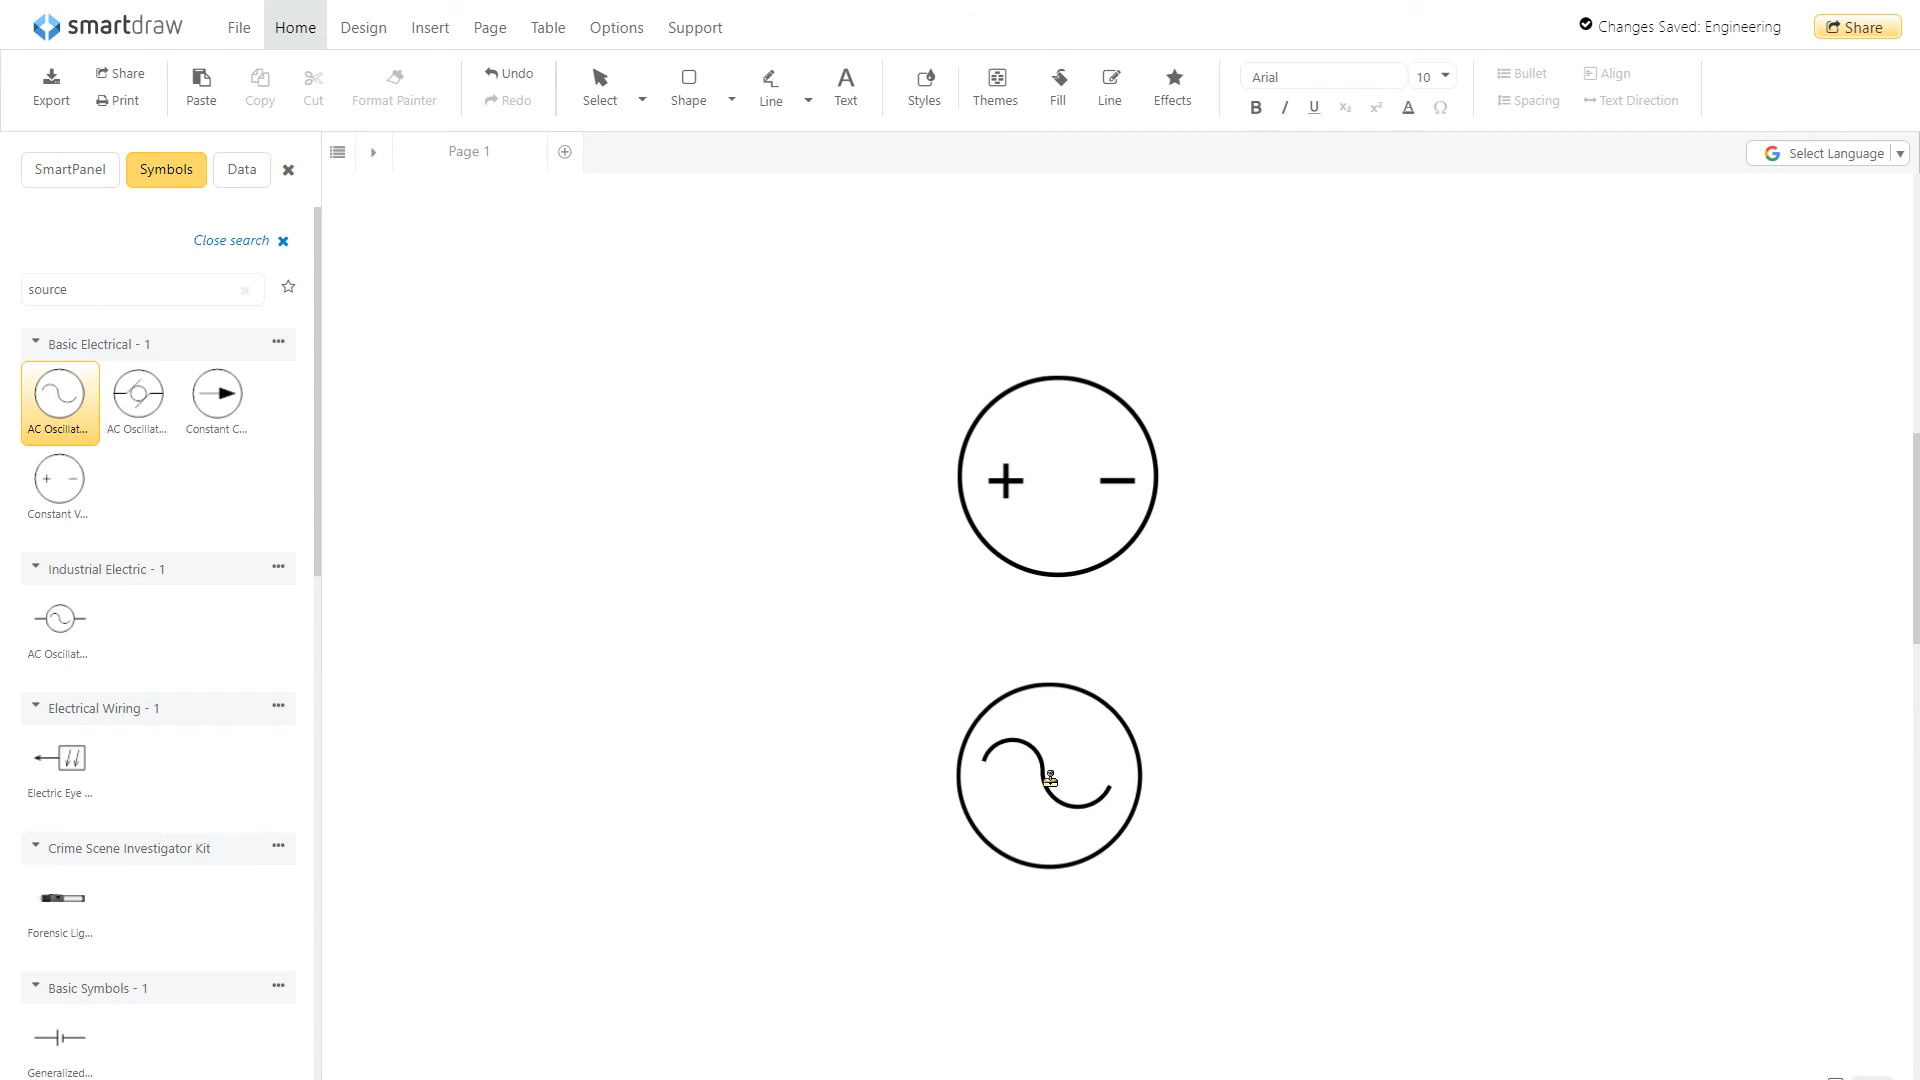 smartdraw
File Home Design Insert Page Table Options Support
Changes Saved: Engineering
Share
Export
Share
Print
Paste
Copy
Cut
Format Painter
Undo
Redo
Select
Shape
Line
Text
Styles
Themes
Fill
Line
Effects
Arial
10
B I U x₂ x² A Ω
Bullet
Align
Spacing
Text Direction
SmartPanel Symbols Data
Page 1
Select Language
Close search
source
Basic Electrical - 1
AC Oscillat... AC Oscillat... Constant C...
+ −
Constant V...
Industrial Electric - 1
AC Oscillat...
Electrical Wiring - 1
Electric Eye ...
Crime Scene Investigator Kit
Forensic Lig...
Basic Symbols - 1
Generalized...
+ −